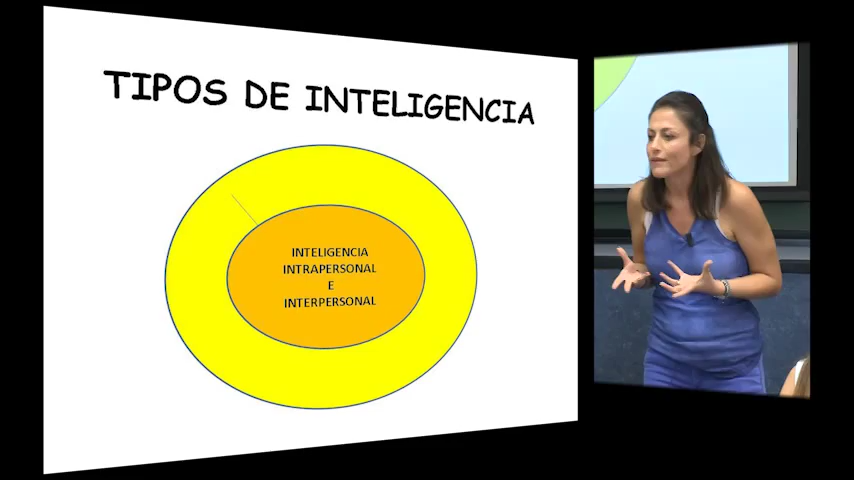 TIPOS DE INTELIGENCIA
INTELIGENCIA
INTRAPERSONAL
E
INTERPERSONAL